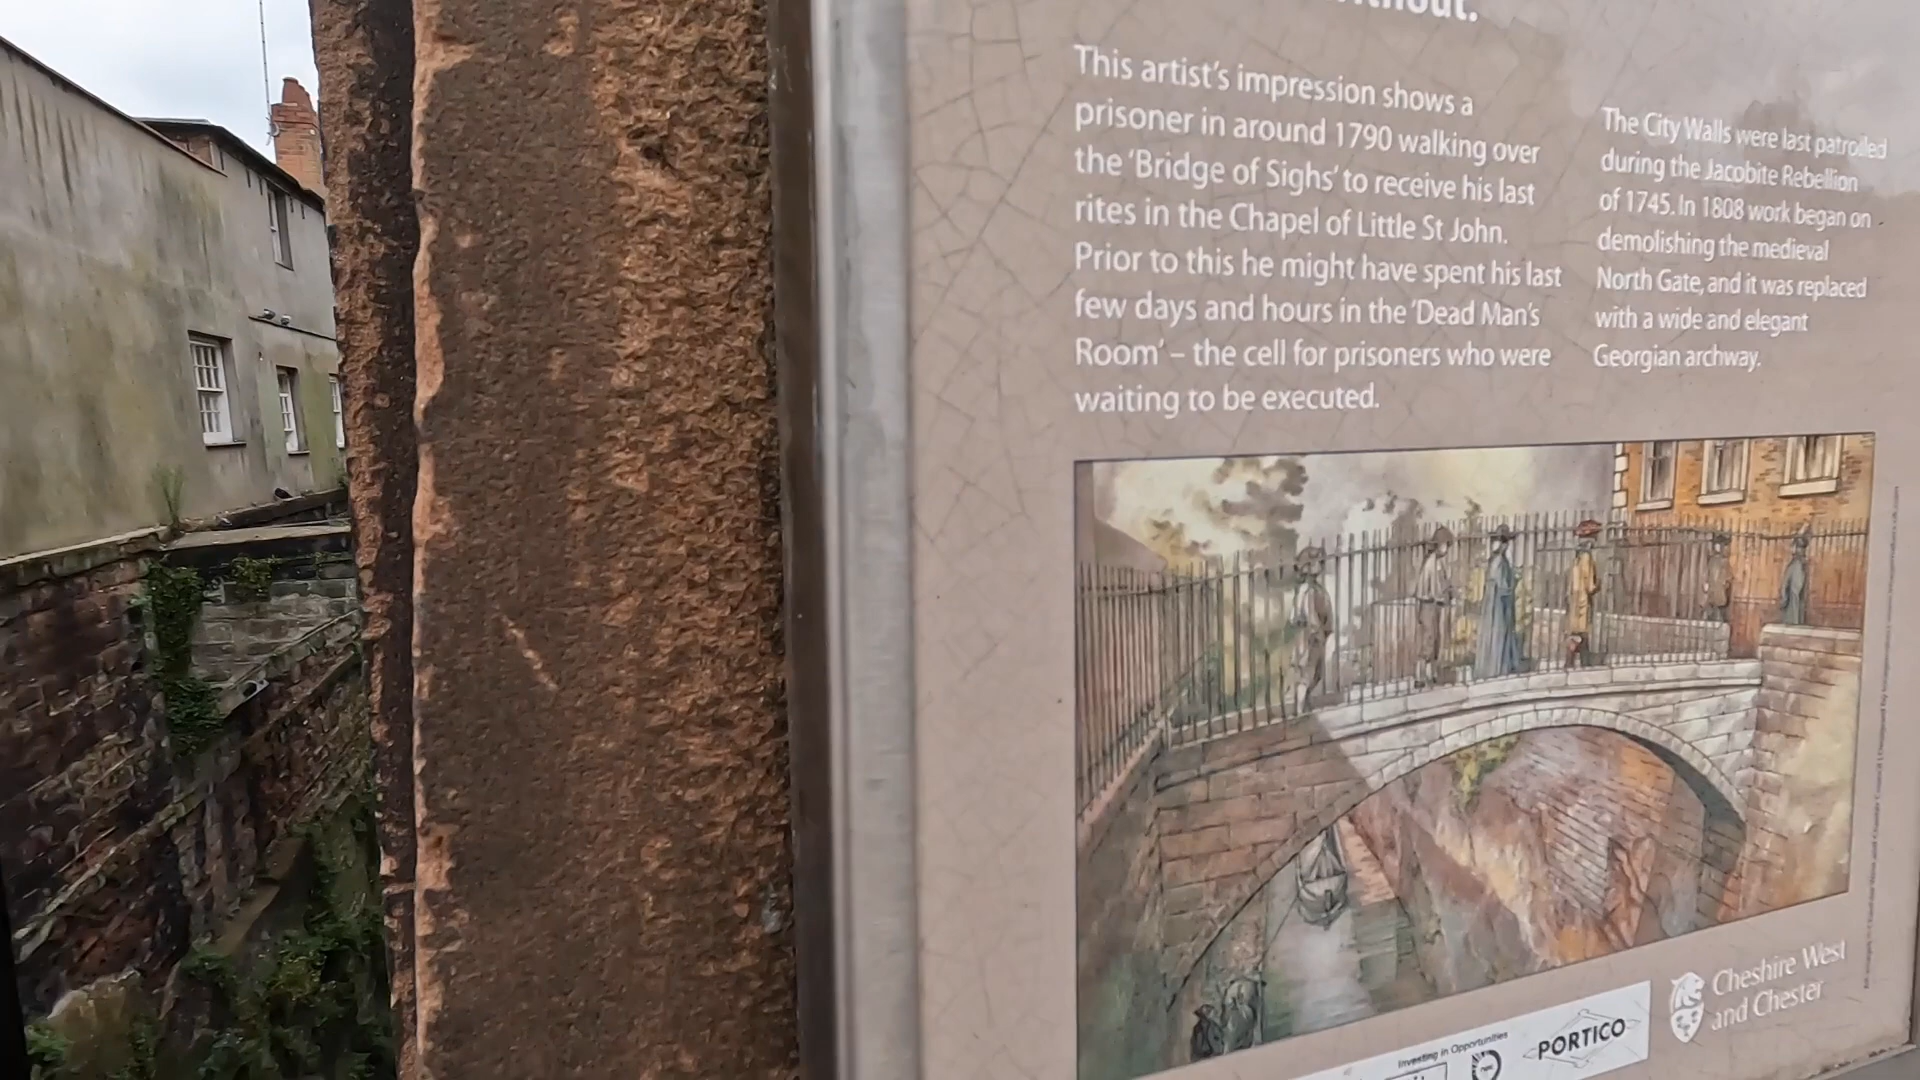 This artist's impression shows a
prisoner in around 1790 walking over
the 'Bridge of Sighs' to receive his last
rites in the Chapel of Little St John.
Prior to this he might have spent his last
few days and hours in the 'Dead Man's
Room' – the cell for prisoners who were
waiting to be executed.
The City Walls were last patrolled
during the Jacobite Rebellion
of 1745. In 1808 work began on
demolishing the medieval
North Gate, and it was replaced
with a wide and elegant
Georgian archway.
Investing in Opportunities
PORTICO
Cheshire West
and Chester